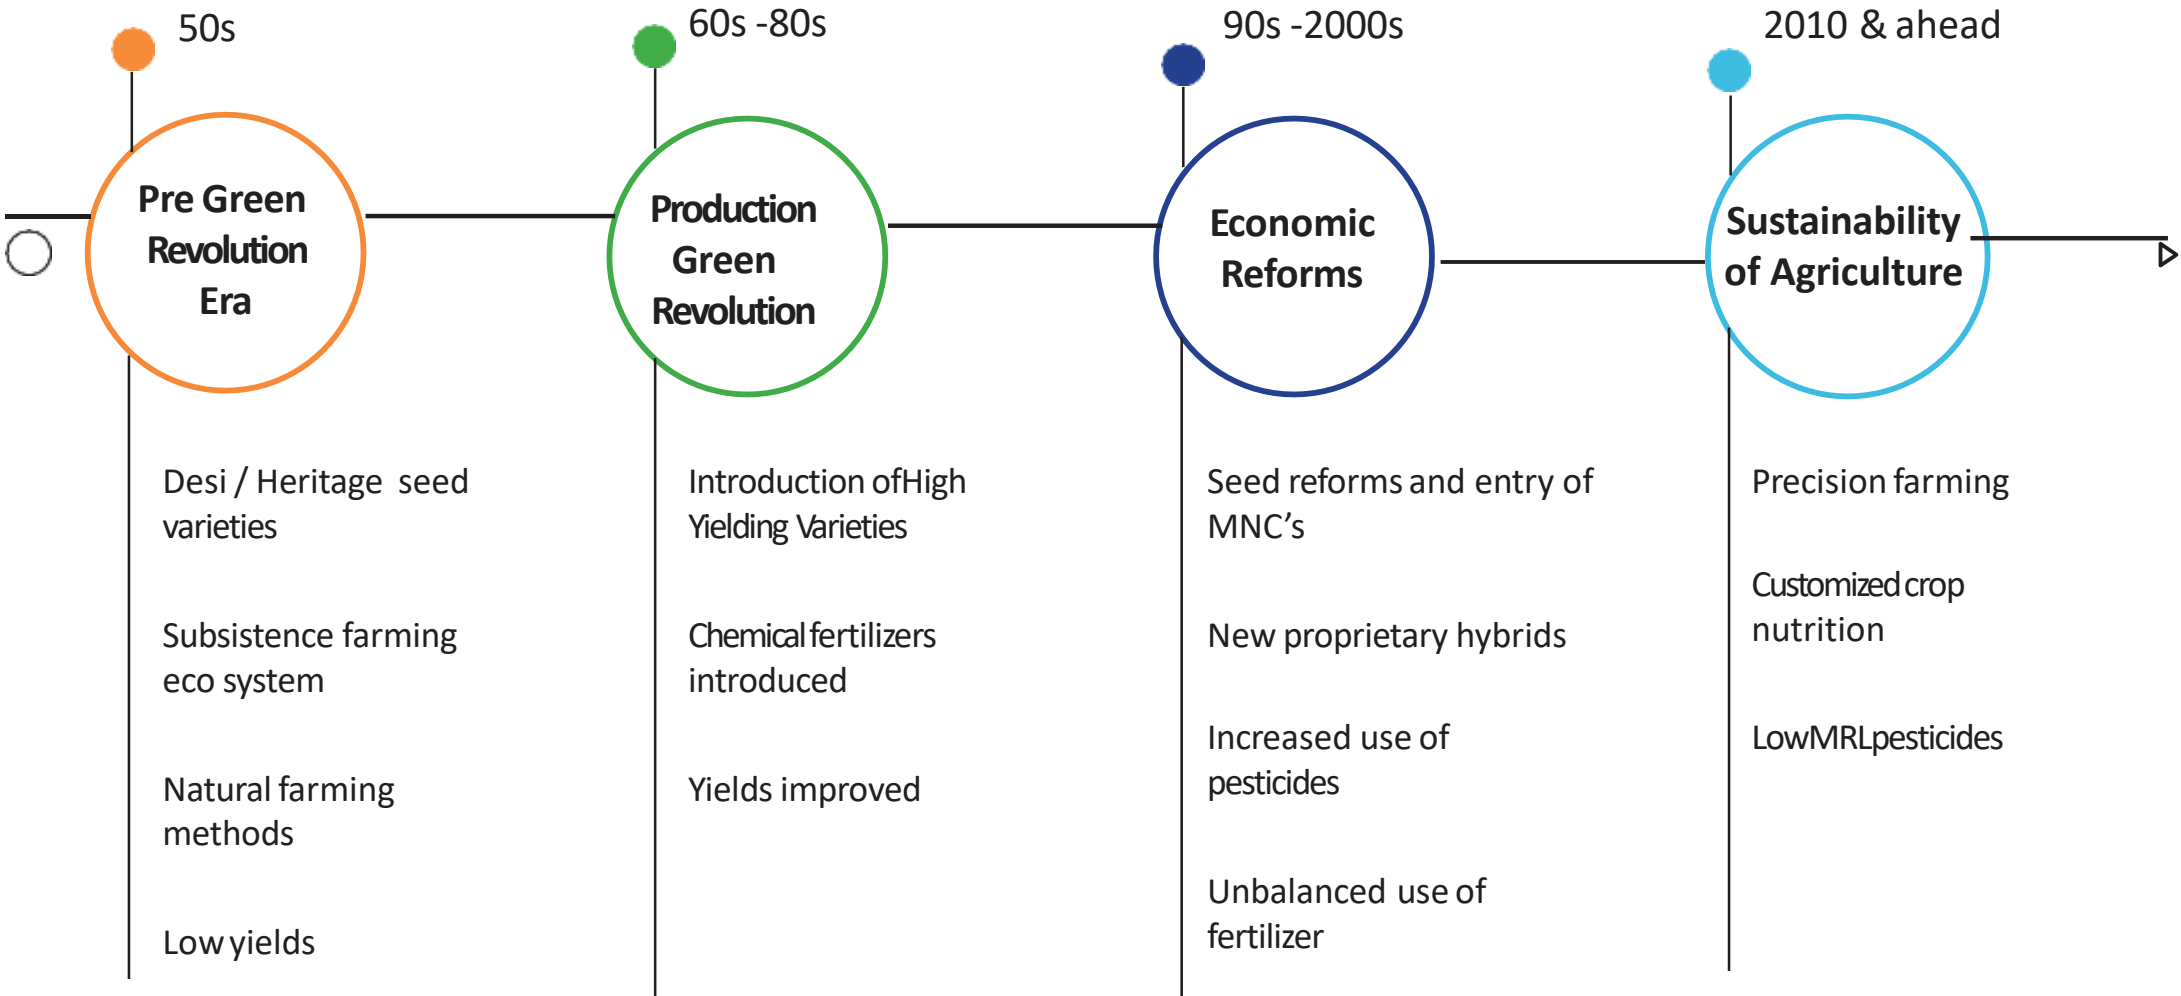 50s
Pre Green
Revolution
Era
Desi / Heritage seed
varieties
Subsistence farming
eco system
Natural farming
methods
Low yields
60s -80s
Production
Green
Revolution
Introduction ofHigh
Yielding Varieties
Chemical fertilizers
introduced
Yields improved
90s -2000s
Economic
Reforms
Seed reforms and entry of
MNC’s
New proprietary hybrids
Increased use of
pesticides
Unbalanced use of
fertilizer
2010 & ahead
Sustainability
of Agriculture
Precision farming
Customized crop
nutrition
LowMRLpesticides